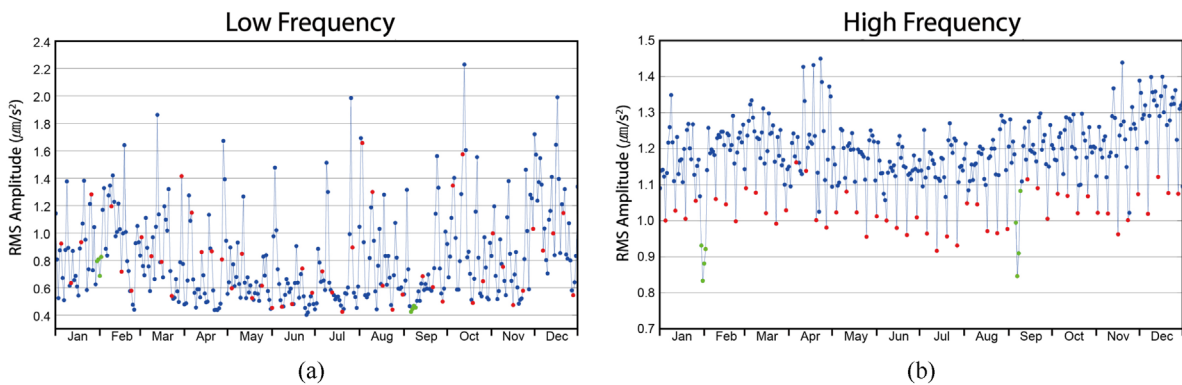 Low Frequency
RMS Amplitude (㎛/s²)
2.4
2.2
2.0
1.8
1.6
1.4
1.2
1.0
0.8
0.6
0.4
Jan Feb Mar Apr May Jun Jul Aug Sep Oct Nov Dec
(a)
High Frequency
RMS Amplitude (㎛/s²)
1.5
1.4
1.3
1.2
1.1
1.0
0.9
0.8
0.7
Jan Feb Mar Apr May Jun Jul Aug Sep Oct Nov Dec
(b)